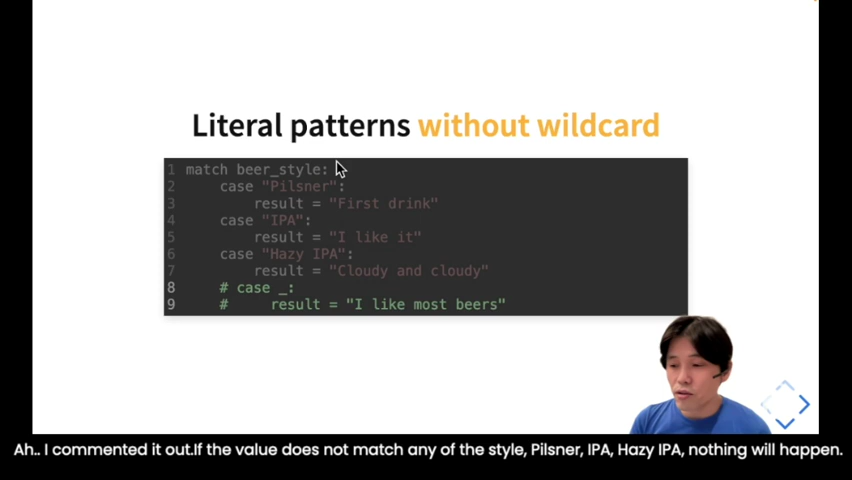 Literal patterns without wildcard
1 match beer_style:
2     case "Pilsner":
3         result = "First drink"
4     case "IPA":
5         result = "I like it"
6     case "Hazy IPA":
7         result = "Cloudy and cloudy"
8     # case _:
9     #     result = "I like most beers"
Ah.. I commented it out.If the value does not match any of the style, Pilsner, IPA, Hazy IPA, nothing will happen.